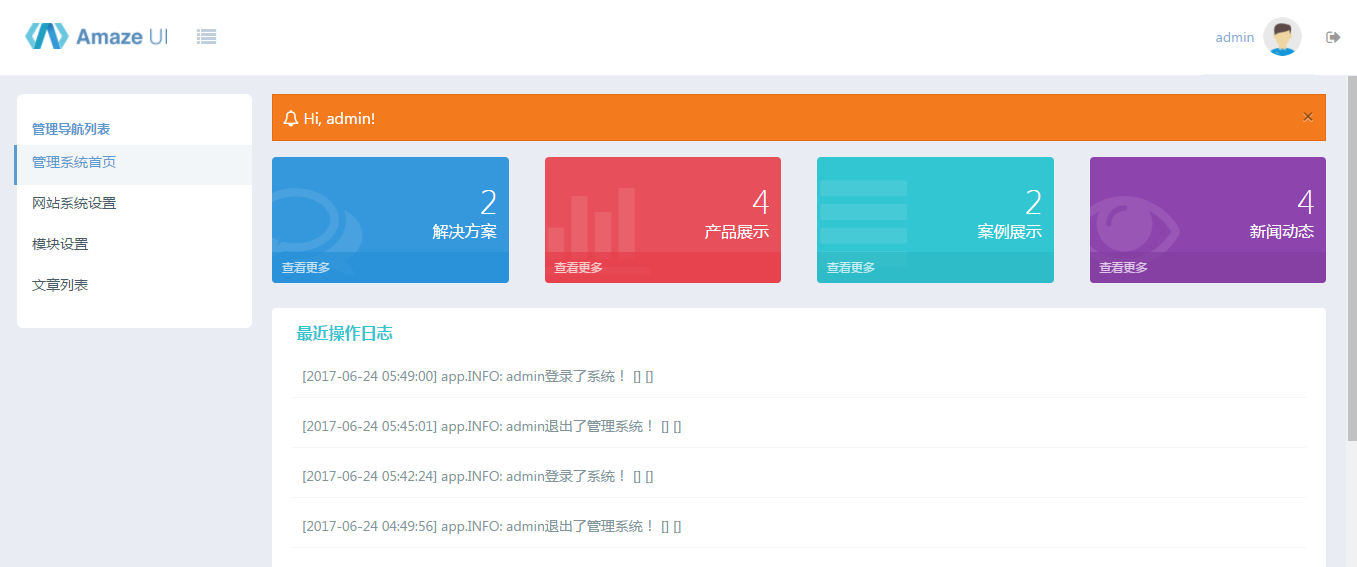 Amaze UI
admin
管理导航列表
管理系统首页
网站系统设置
模块设置
文章列表
Hi, admin!
×
2
解决方案
查看更多
4
产品展示
查看更多
2
案例展示
查看更多
4
新闻动态
查看更多
最近操作日志
[2017-06-24 05:49:00] app.INFO: admin登录了系统！ [] []
[2017-06-24 05:45:01] app.INFO: admin退出了管理系统！ [] []
[2017-06-24 05:42:24] app.INFO: admin登录了系统！ [] []
[2017-06-24 04:49:56] app.INFO: admin退出了管理系统！ [] []